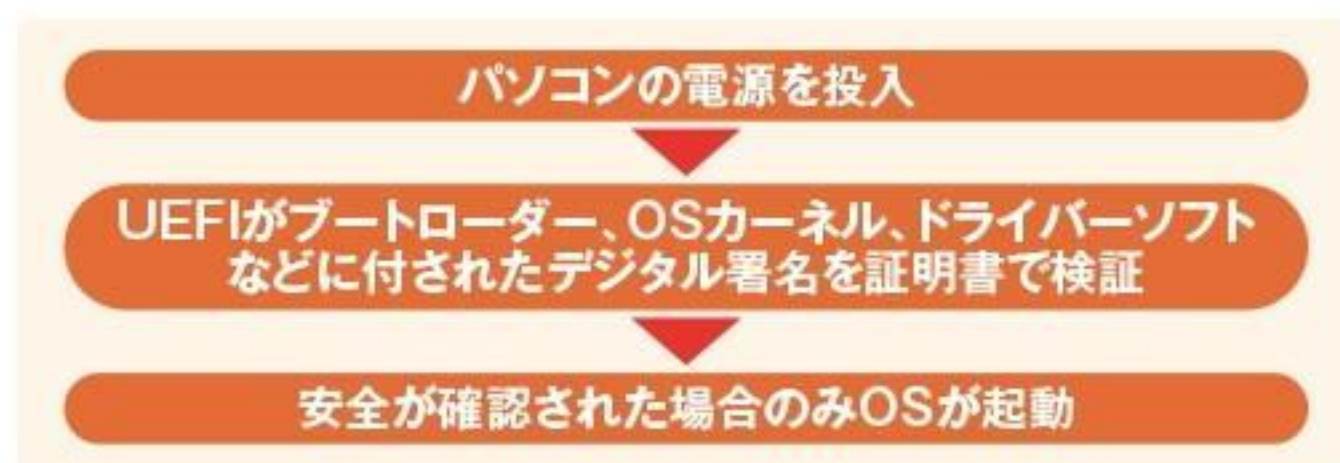 パソコンの電源を投入
UEFIがブートローダー、OSカーネル、ドライバーソフト
などに付されたデジタル署名を証明書で検証
安全が確認された場合のみOSが起動